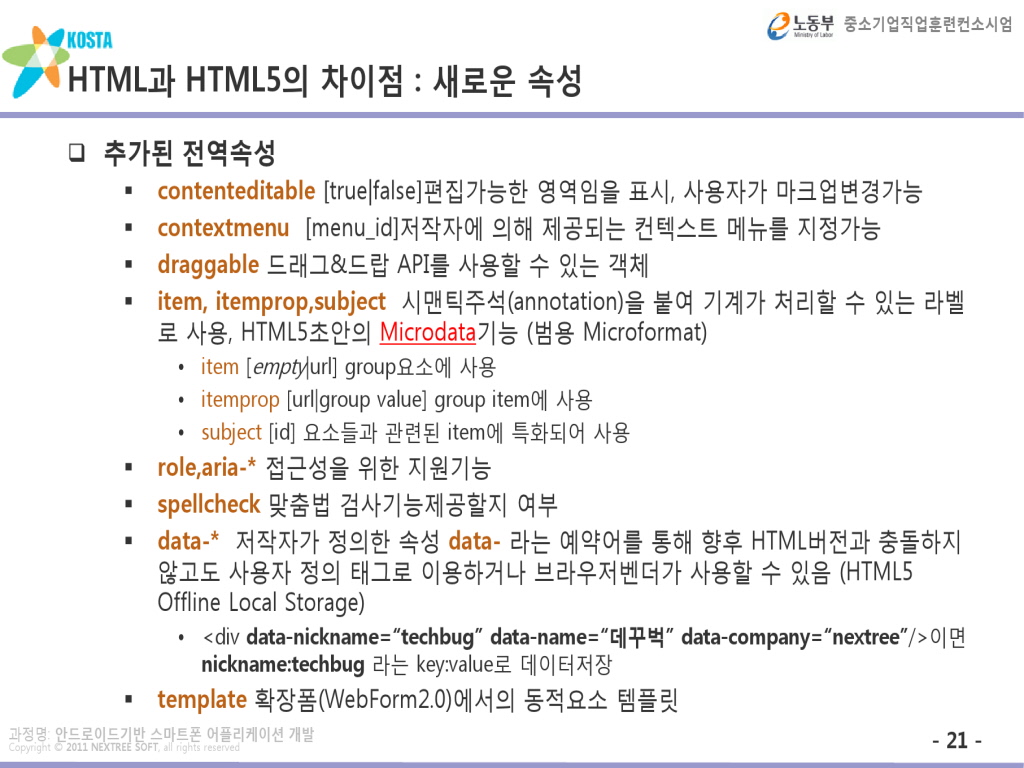 노동부 중소기업직업훈련컨소시엄
Ministry of Labor
KOSTA
HTML과 HTML5의 차이점 : 새로운 속성
❑ 추가된 전역속성
▪ contenteditable [true|false]편집가능한 영역임을 표시, 사용자가 마크업변경가능
▪ contextmenu [menu_id]저작자에 의해 제공되는 컨텍스트 메뉴를 지정가능
▪ draggable 드래그&드랍 API를 사용할 수 있는 객체
▪ item, itemprop,subject 시맨틱주석(annotation)을 붙여 기계가 처리할 수 있는 라벨
로 사용, HTML5초안의 Microdata기능 (범용 Microformat)
• item [empty|url] group요소에 사용
• itemprop [url|group value] group item에 사용
• subject [id] 요소들과 관련된 item에 특화되어 사용
▪ role,aria-* 접근성을 위한 지원기능
▪ spellcheck 맞춤법 검사기능제공할지 여부
▪ data-* 저작자가 정의한 속성 data- 라는 예약어를 통해 향후 HTML버전과 충돌하지
않고도 사용자 정의 태그로 이용하거나 브라우저벤더가 사용할 수 있음 (HTML5
Offline Local Storage)
• <div data-nickname=“techbug” data-name=“데꾸벅” data-company=“nextree”/>이면
nickname:techbug 라는 key:value로 데이터저장
▪ template 확장폼(WebForm2.0)에서의 동적요소 템플릿
과정명: 안드로이드기반 스마트폰 어플리케이션 개발
Copyright © 2011 NEXTREE SOFT, all rights reserved
- 21 -